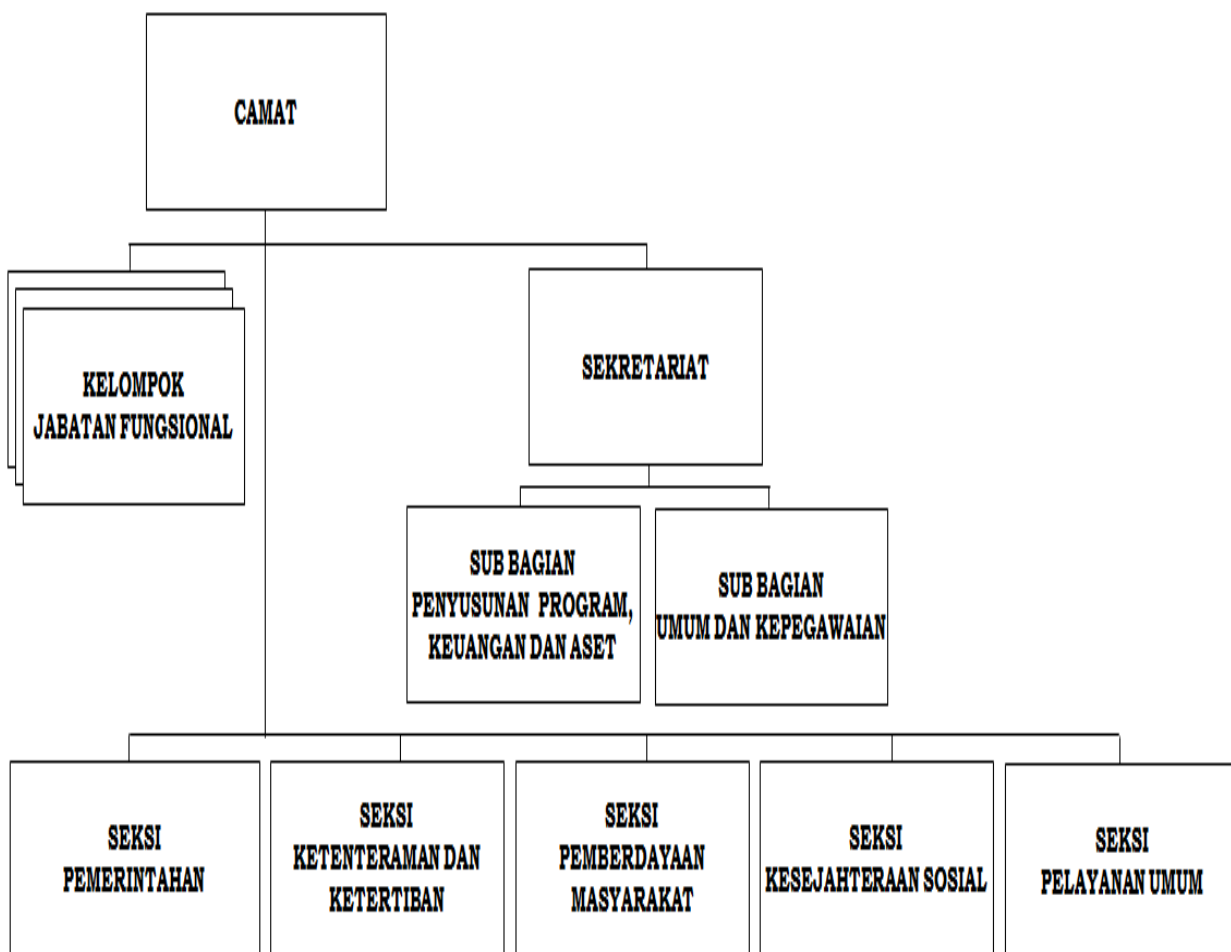 CAMAT
KELOMPOK
JABATAN FUNGSIONAL
SEKRETARIAT
SUB BAGIAN
PENYUSUNAN PROGRAM,
KEUANGAN DAN ASET
SUB BAGIAN
UMUM DAN KEPEGAWAIAN
SEKSI
PEMERINTAHAN
SEKSI
KETENTERAMAN DAN
KETERTIBAN
SEKSI
PEMBERDAYAAN
MASYARAKAT
SEKSI
KESEJAHTERAAN SOSIAL
SEKSI
PELAYANAN UMUM